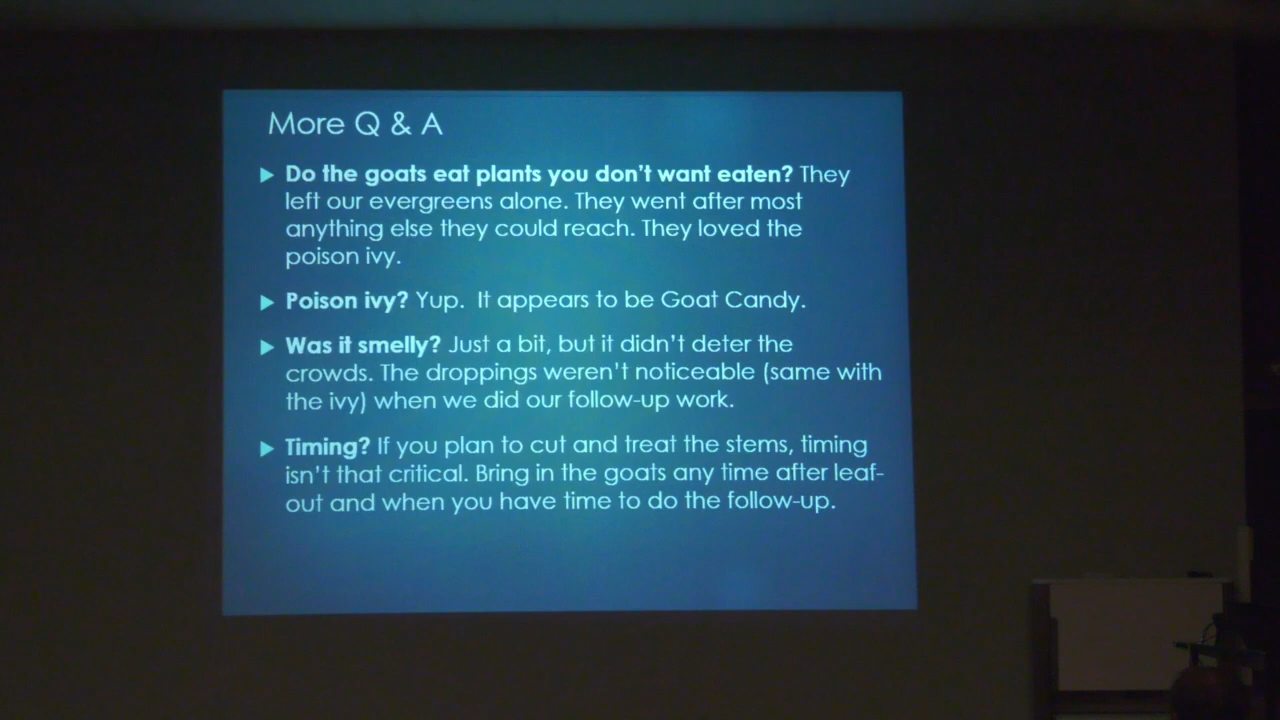 More Q & A
Do the goats eat plants you don't want eaten? They
left our evergreens alone. They went after most
anything else they could reach. They loved the
poison ivy.
Poison ivy? Yup. It appears to be Goat Candy.
Was it smelly? Just a bit, but it didn't deter the
crowds. The droppings weren't noticeable (same with
the ivy) when we did our follow-up work.
Timing? If you plan to cut and treat the stems, timing
isn't that critical. Bring in the goats any time after leaf-
out and when you have time to do the follow-up.